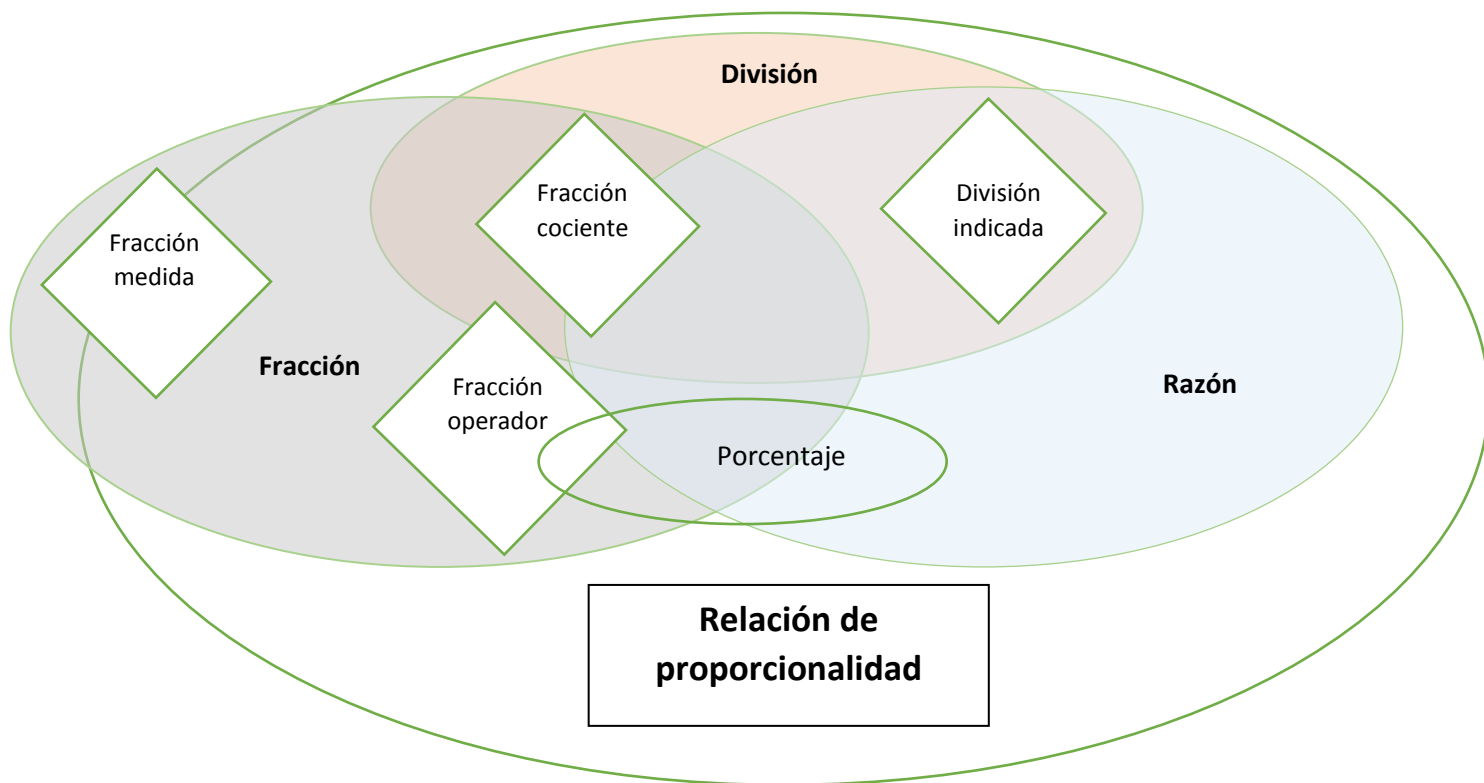 División
Fracción
cociente
División
indicada
Fracción
medida
Fracción
Fracción
operador
Razón
Porcentaje
Relación de
proporcionalidad